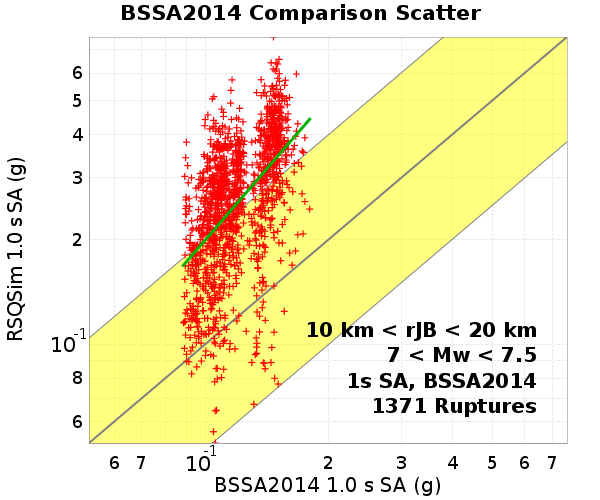 BSSA2014 Comparison Scatter
RSQSim 1.0 s SA (g)
6
5
4
3
2
10-1
8
6
10 km < rJB < 20 km
7 < Mw < 7.5
1s SA, BSSA2014
1371 Ruptures
6 7 10-1 2 3 4 5 6 7
BSSA2014 1.0 s SA (g)